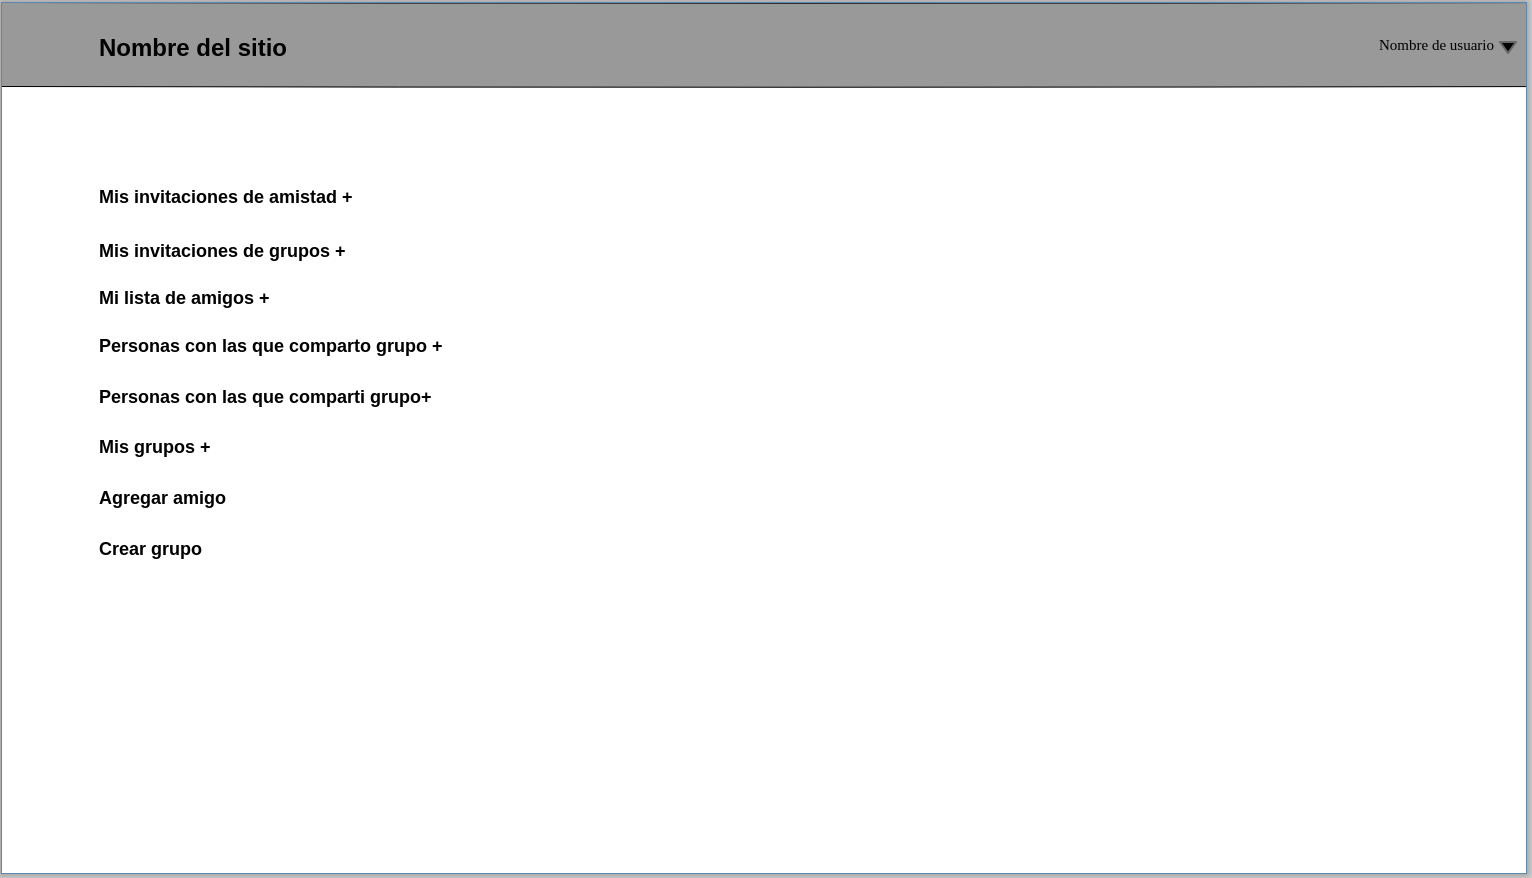 Nombre del sitio
Nombre de usuario
Mis invitaciones de amistad +
Mis invitaciones de grupos +
Mi lista de amigos +
Personas con las que comparto grupo +
Personas con las que comparti grupo+
Mis grupos +
Agregar amigo
Crear grupo